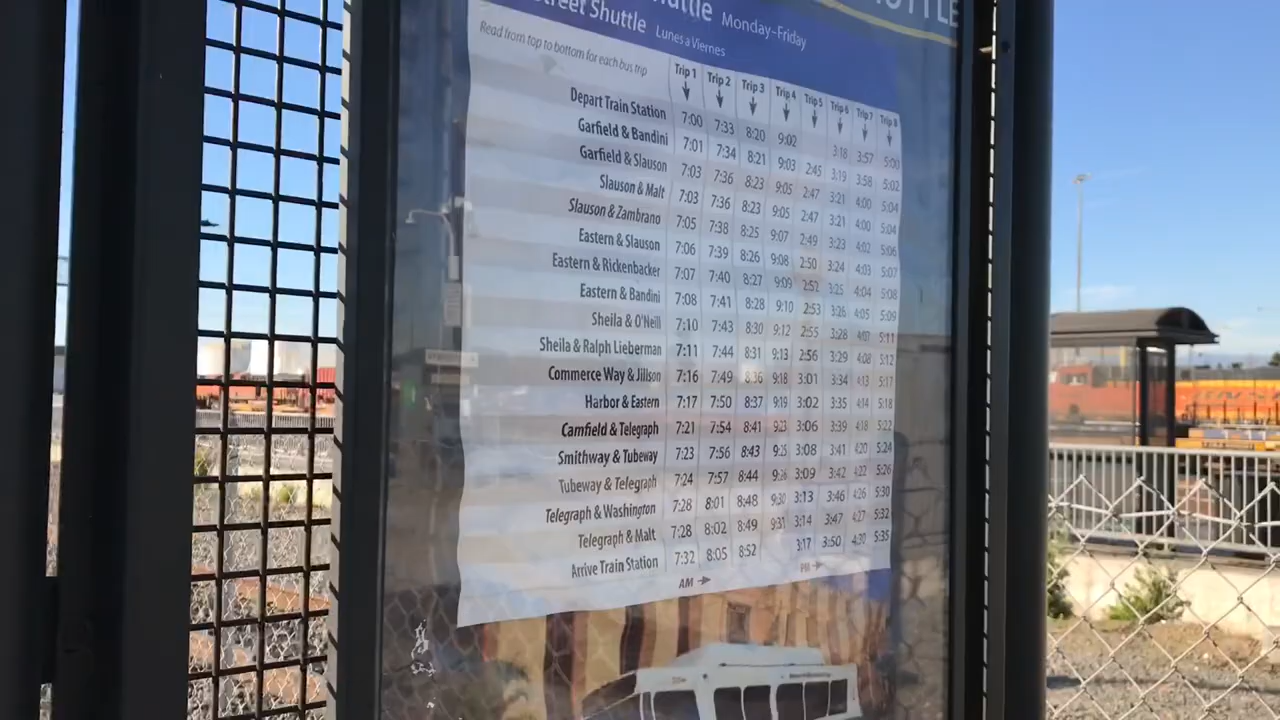 Monday-Friday
Street Shuttle Lunes a Viernes
Read from top to bottom for each bus trip
Trip 1 Trip 2 Trip 3 Trip 4 Trip 5 Trip 6 Trip 7 Trip 8
Depart Train Station 7:00 7:33 8:20 9:02 3:18 3:57 5:00
Garfield & Bandini 7:01 7:34 8:21 9:03 2:45 3:19 3:58 5:02
Garfield & Slauson 7:03 7:36 8:23 9:05 2:47 3:21 4:00 5:04
Slauson & Malt 7:03 7:36 8:23 9:05 2:47 3:21 4:00 5:04
Slauson & Zambrano 7:05 7:38 8:25 9:07 2:49 3:23 4:02 5:06
Eastern & Slauson 7:06 7:39 8:26 9:08 2:50 3:24 4:03 5:07
Eastern & Rickenbacker 7:07 7:40 8:27 9:09 2:52 3:25 4:04 5:08
Eastern & Bandini 7:08 7:41 8:28 9:10 2:53 3:26 4:05 5:09
Sheila & O'Neill 7:10 7:43 8:30 9:12 2:55 3:28 4:07 5:11
Sheila & Ralph Lieberman 7:11 7:44 8:31 9:13 2:56 3:29 4:08 5:12
Commerce Way & Jillson 7:16 7:49 8:36 9:18 3:01 3:34 4:13 5:17
Harbor & Eastern 7:17 7:50 8:37 9:19 3:02 3:35 4:14 5:18
Camfield & Telegraph 7:21 7:54 8:41 9:23 3:06 3:39 4:18 5:22
Smithway & Tubeway 7:23 7:56 8:43 9:25 3:08 3:41 4:20 5:24
Tubeway & Telegraph 7:24 7:57 8:44 9:26 3:09 3:42 4:22 5:26
Telegraph & Washington 7:28 8:01 8:48 9:30 3:13 3:46 4:26 5:30
Telegraph & Malt 7:28 8:02 8:49 9:31 3:14 3:47 4:27 5:32
Arrive Train Station 7:32 8:05 8:52 3:17 3:50 4:30 5:35
AM PM